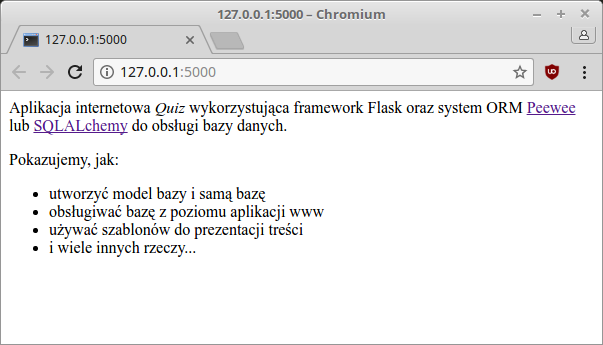 127.0.0.1:5000 – Chromium
127.0.0.1:5000
127.0.0.1:5000
Aplikacja internetowa Quiz wykorzystująca framework Flask oraz system ORM Peewee
lub SQLALchemy do obsługi bazy danych.
Pokazujemy, jak:
• utworzyć model bazy i samą bazę
• obsługiwać bazę z poziomu aplikacji www
• używać szablonów do prezentacji treści
• i wiele innych rzeczy...